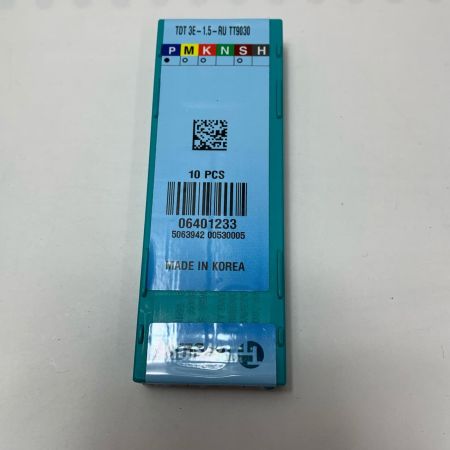 TDT 3E-1.5-RU TT9030
P M K N S H
10 PCS
06401233
5063942 00530005
MADE IN KOREA